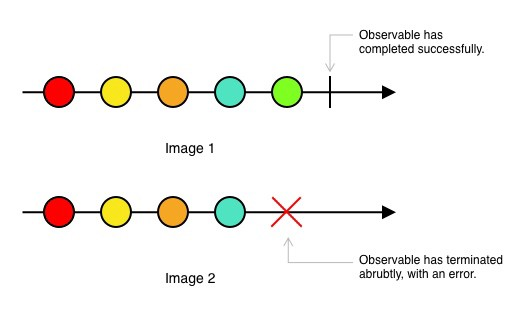 Observable has
completed successfully.
Image 1
Observable has terminated
abrubtly, with an error.
Image 2